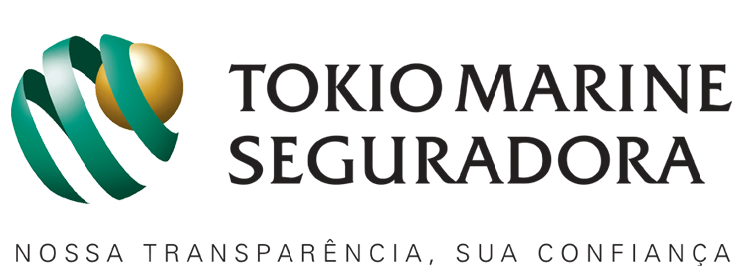 TOKIO MARINE
SEGURADORA
NOSSA TRANSPARÊNCIA, SUA CONFIANÇA